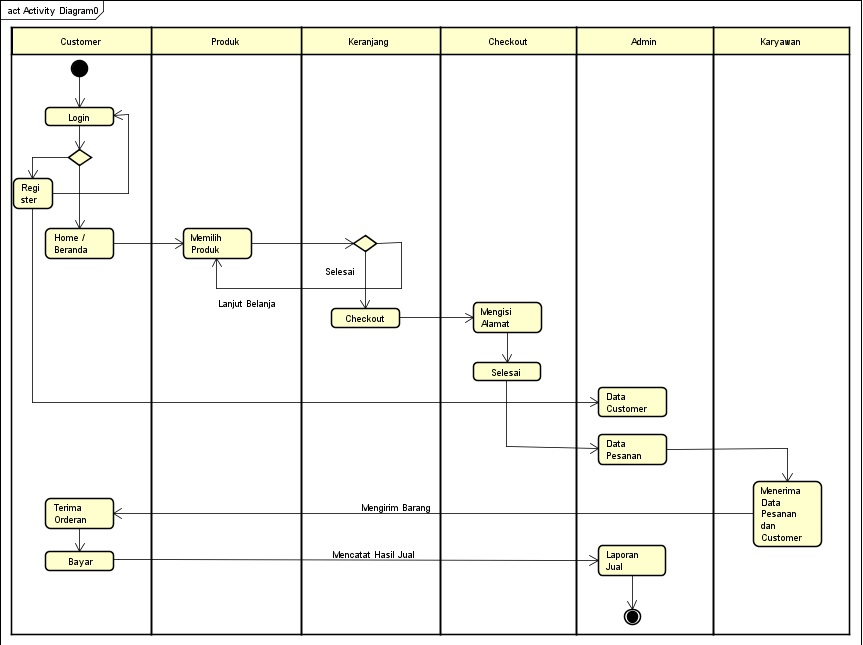 act Activity Diagram0
Customer
Produk
Keranjang
Checkout
Admin
Karyawan
Login
Regi
ster
Home /
Beranda
Memilih
Produk
Selesai
Lanjut Belanja
Checkout
Mengisi
Alamat
Selesai
Data
Customer
Data
Pesanan
Menerima
Data
Pesanan
dan
Customer
Mengirim Barang
Terima
Orderan
Mencatat Hasil Jual
Bayar
Laporan
Jual